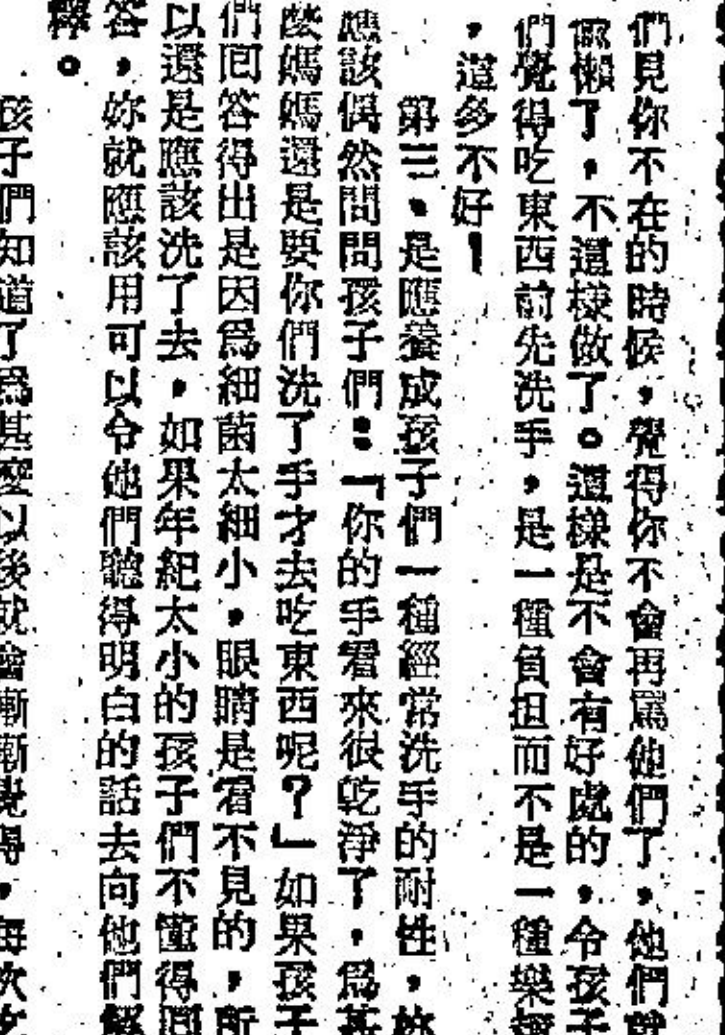 們見你不在的時候，覺得你不會再罵他們了，他們
懶了，不這樣做了。這樣是不會有好處的，令孩子
們覺得吃東西前先洗手，是一種負担而不是一種樂
，這多不好！
第三、是應養成孩子們一種經常洗手的耐性，妳
應該偶然問問孩子們：「你的手看來很乾淨了，爲甚
麼媽媽還是要你們洗了手才去吃東西呢？」如果孩子
們回答得出是因爲細菌太細小，眼睛是看不見的，所
以還是應該洗了去，如果年紀太小的孩子們不懂得回
答，妳就應該用可以令他們聽得明白的話去向他們解
釋。
孩子們知道了爲甚麼以後就會漸漸覺得，每次